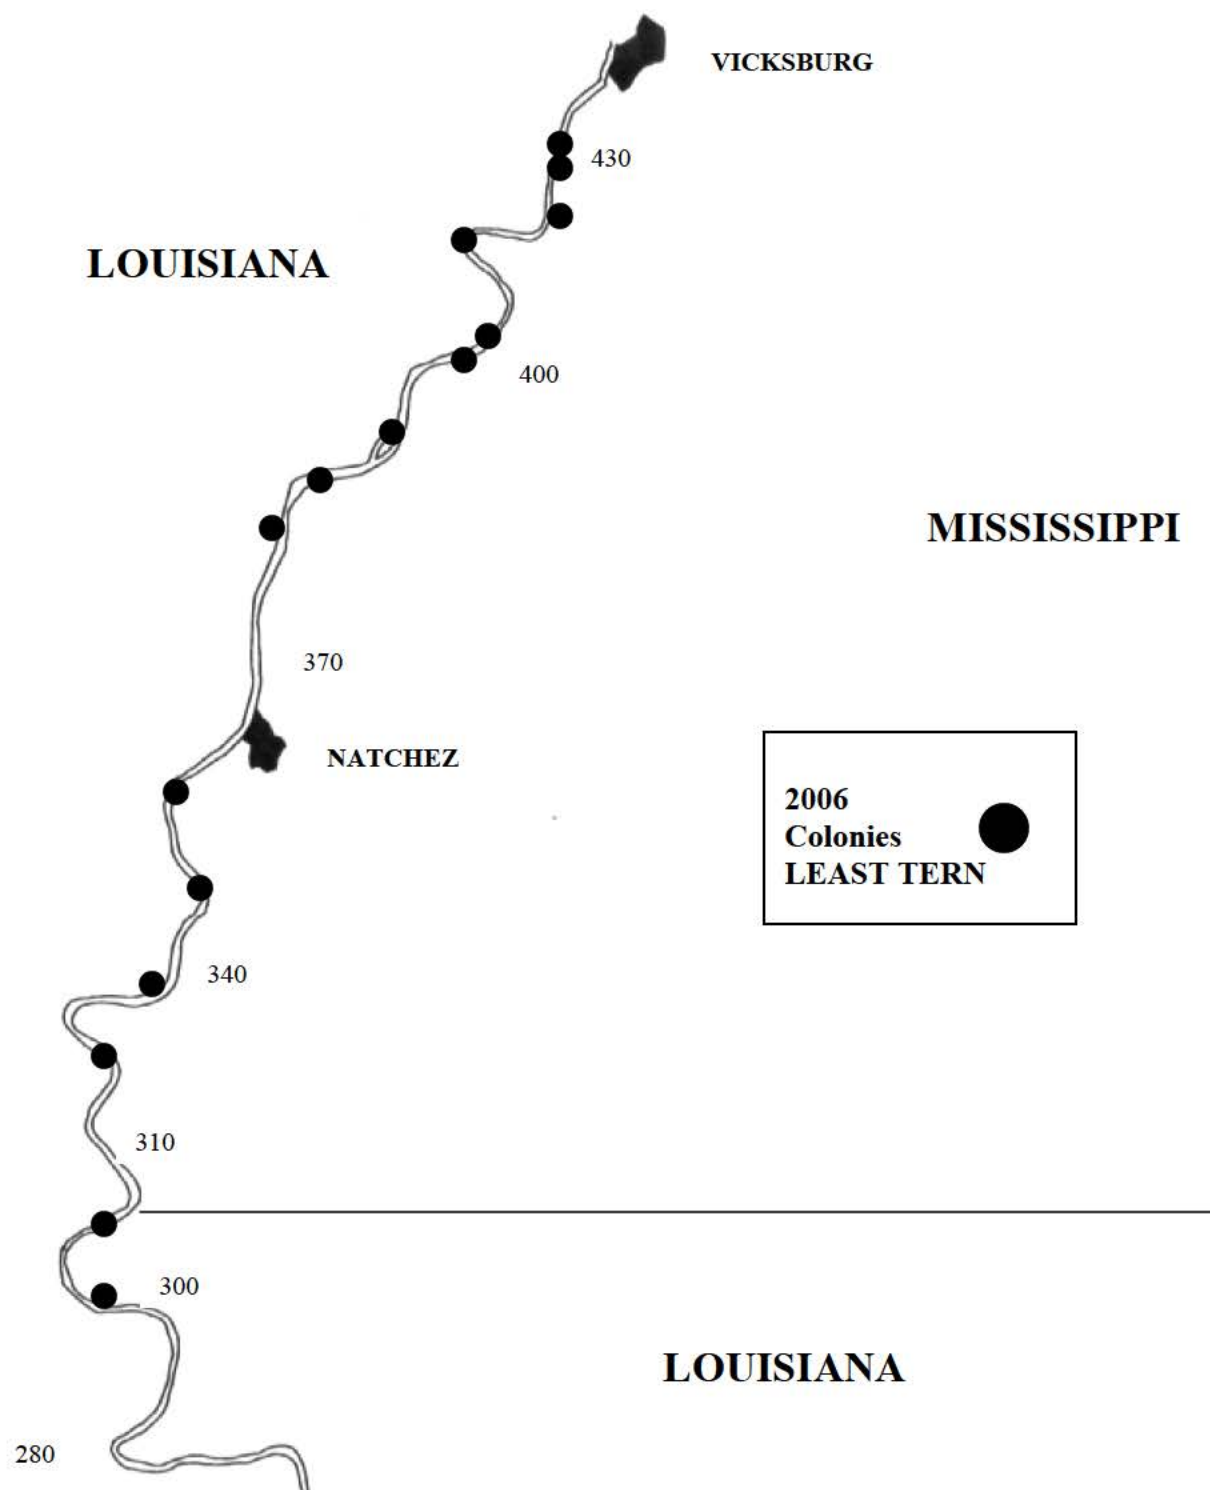 VICKSBURG
430
LOUISIANA
400
MISSISSIPPI
370
NATCHEZ
2006
Colonies
LEAST TERN
340
310
300
LOUISIANA
280